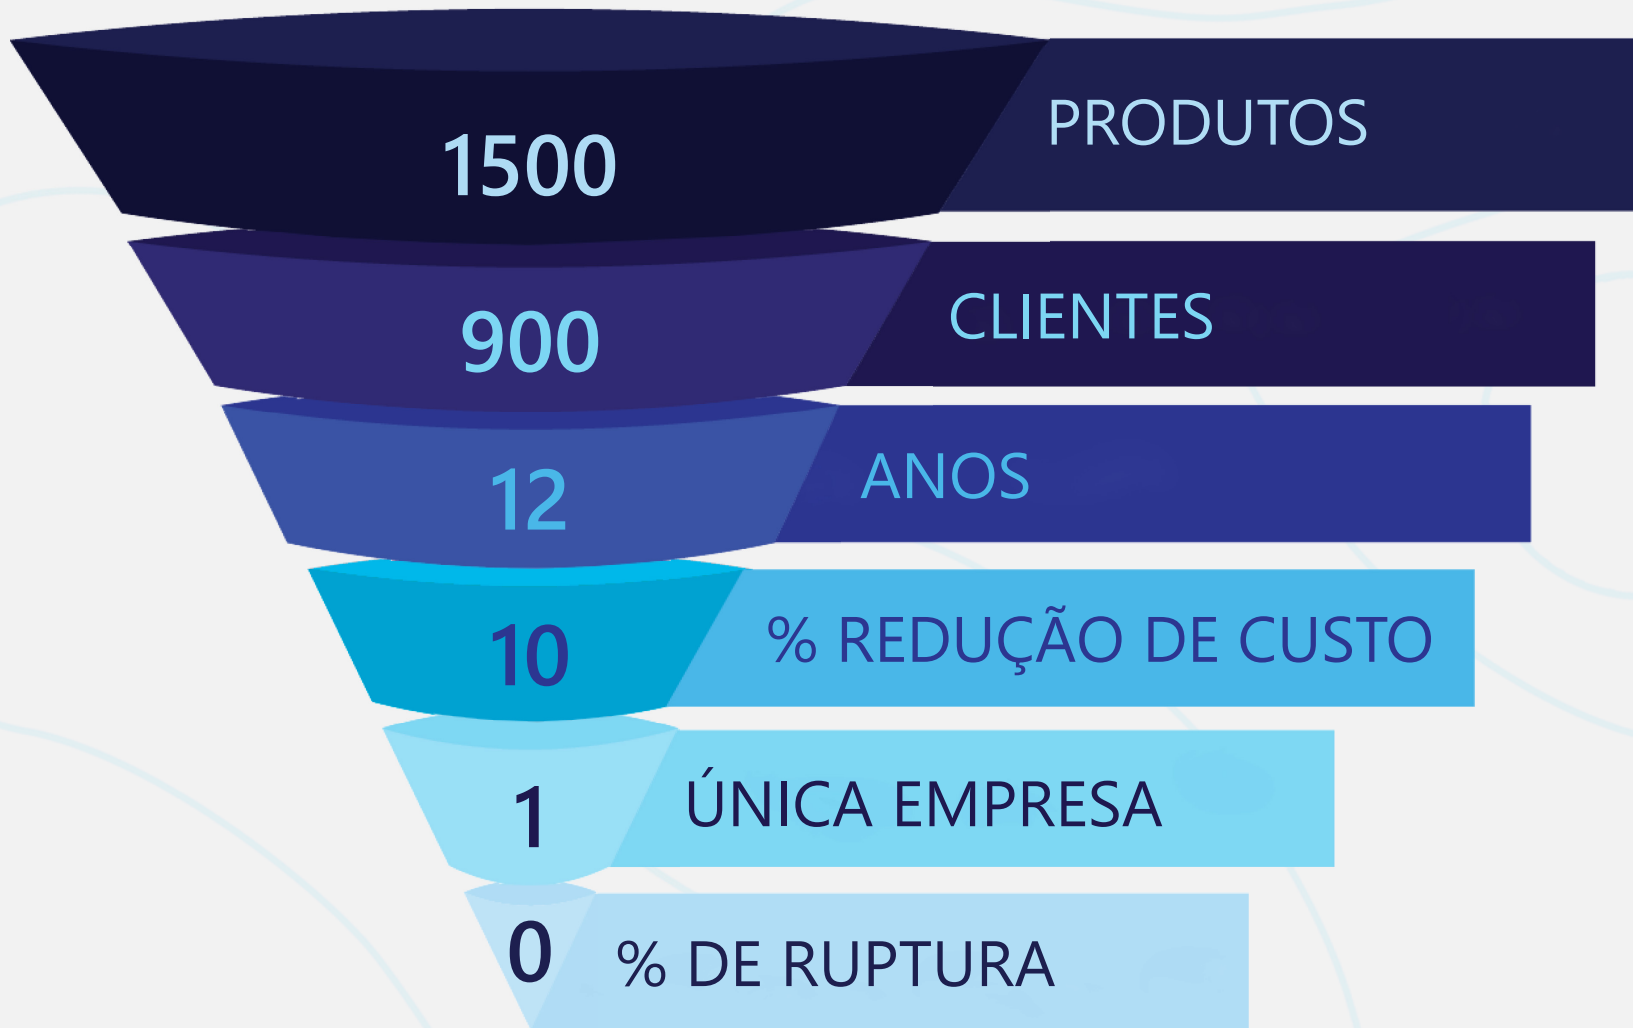 1500 PRODUTOS
900 CLIENTES
12 ANOS
10 % REDUÇÃO DE CUSTO
1 ÚNICA EMPRESA
0 % DE RUPTURA